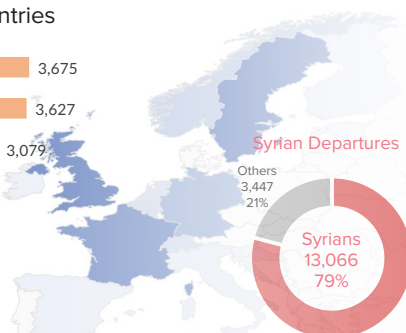 ntries
3,675
3,627
3,079
Syrian Departures
Others
3,447
21%
Syrians
13,066
79%